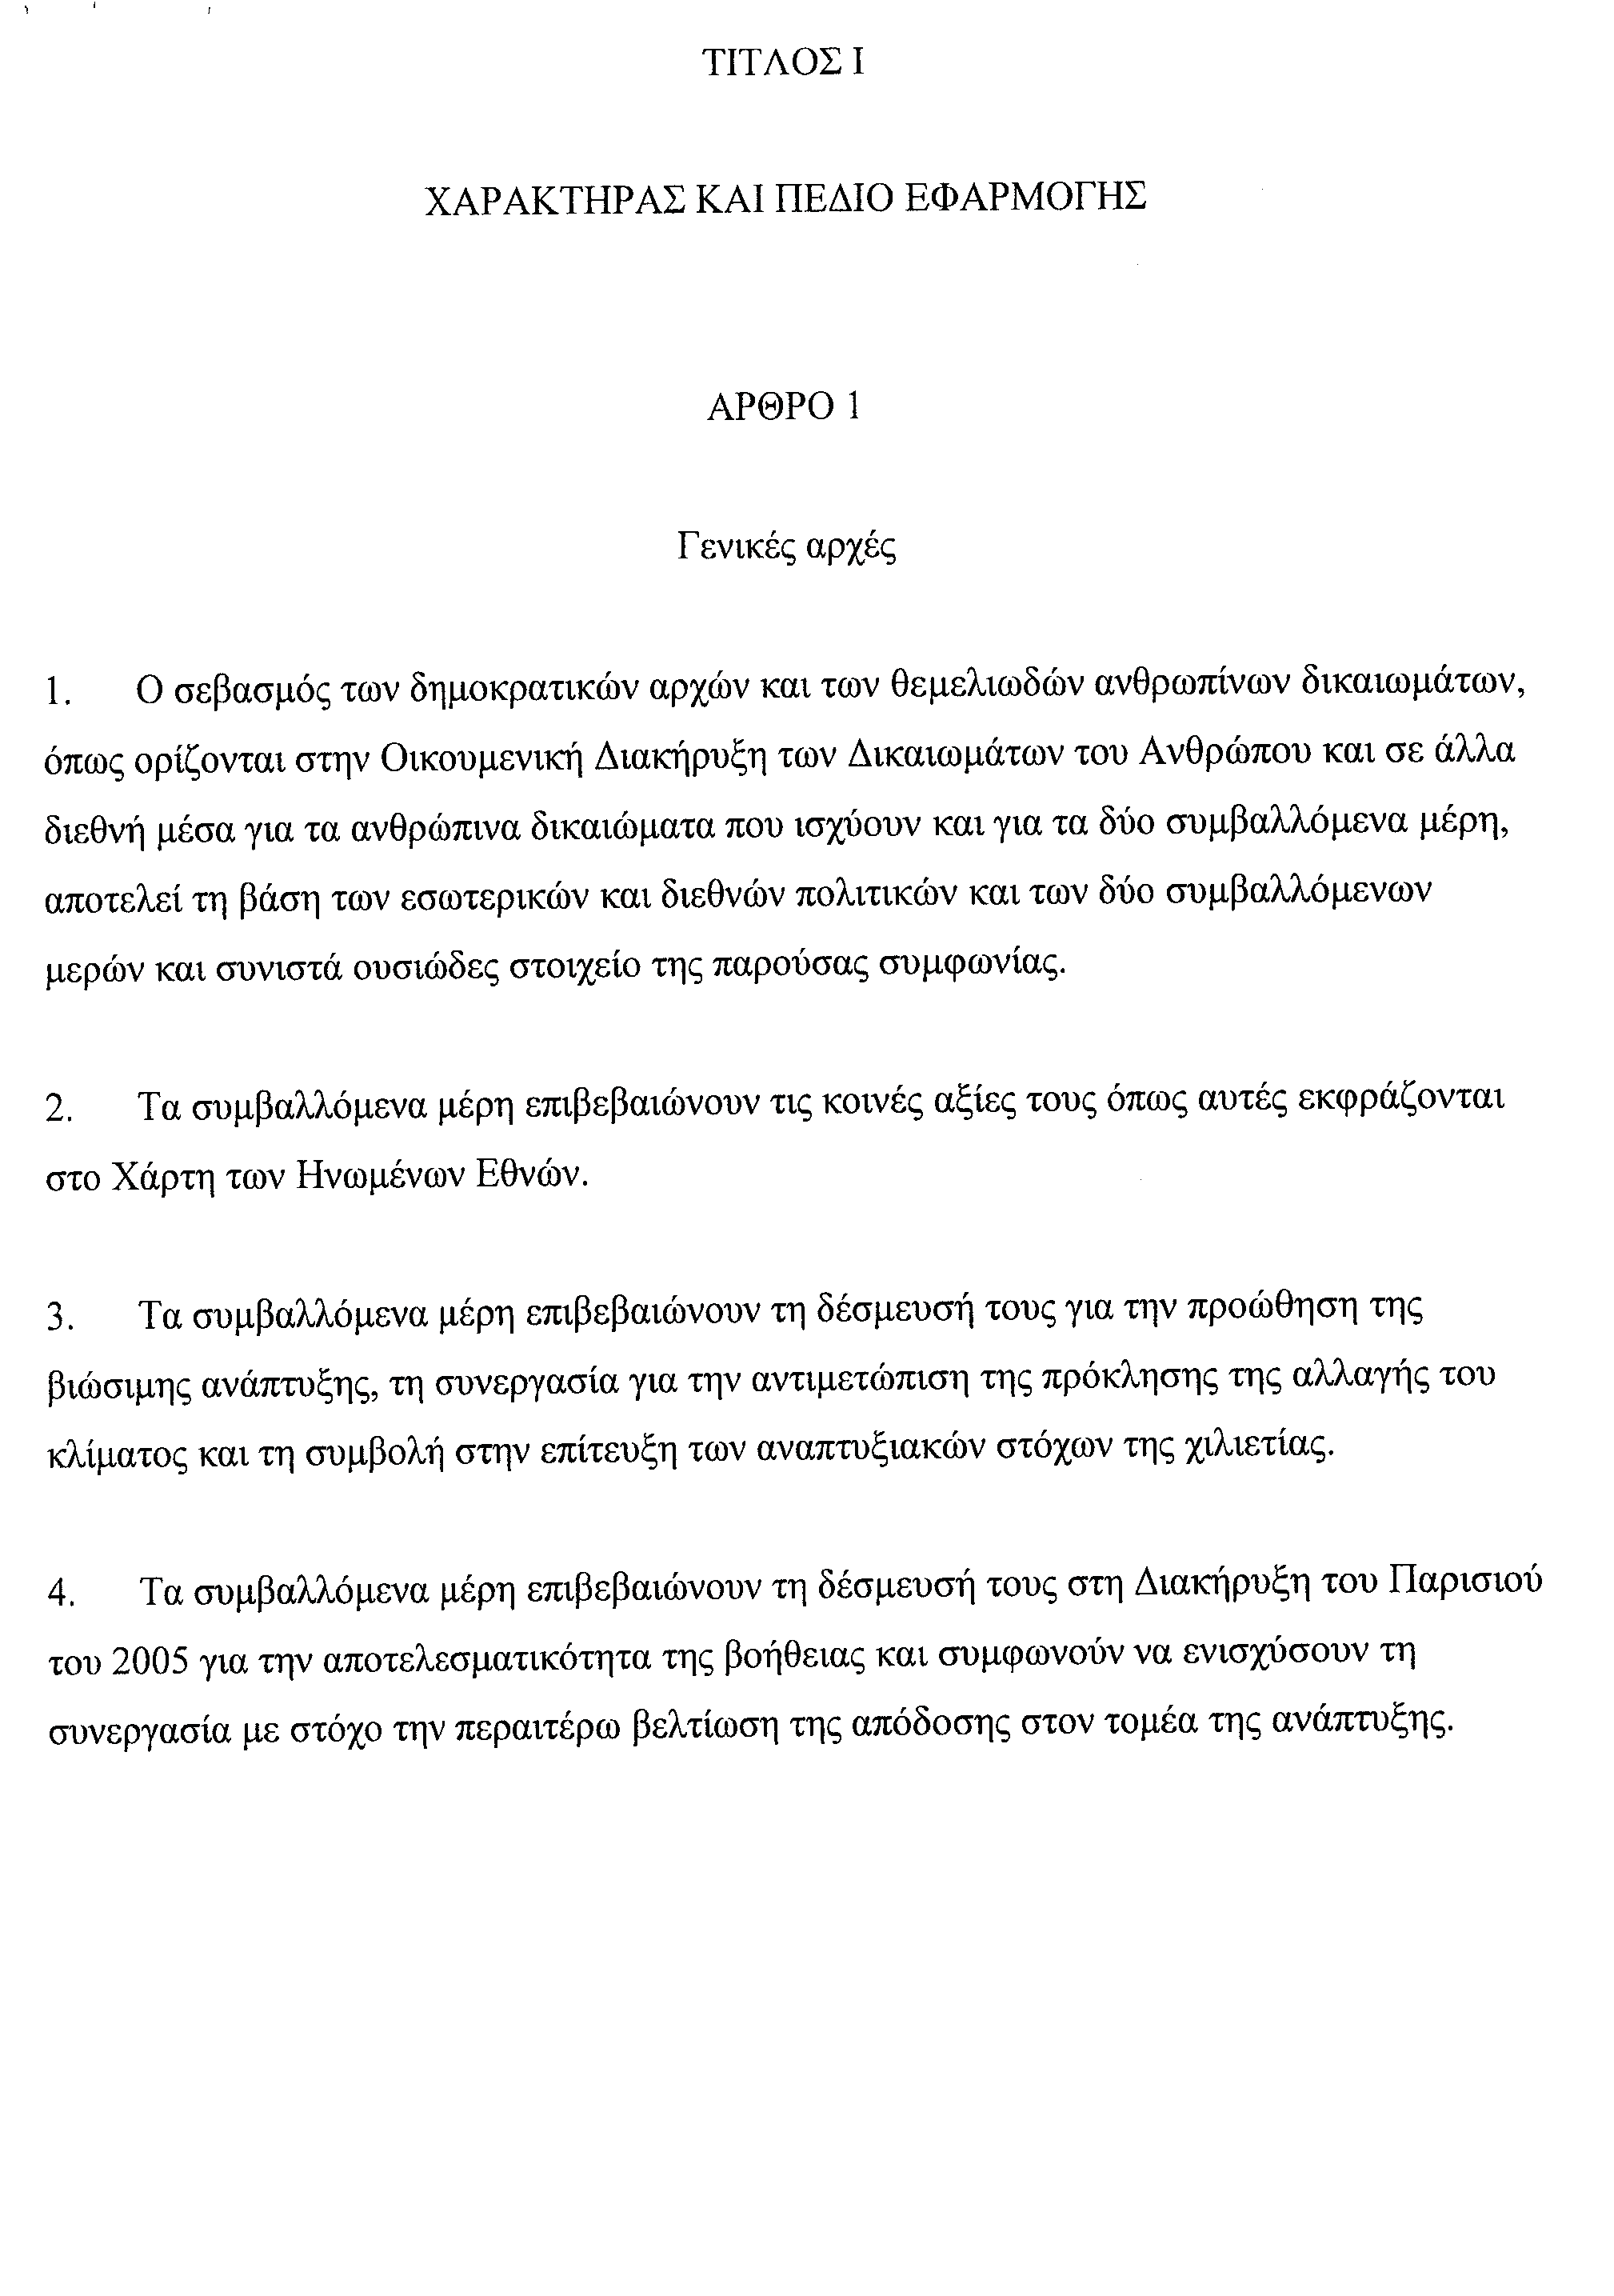 ΤΙΤΛΟΣ Ι
ΧΑΡΑΚΤΗΡΑΣ ΚΑΙ ΠΕΔΙΟ ΕΦΑΡΜΟΓΗΣ
ΑΡΘΡΟ 1
Γενικές αρχές
1. Ο σεβασμός των δημοκρατικών αρχών και των θεμελιωδών ανθρωπίνων δικαιωμάτων,
όπως ορίζονται στην Οικουμενική Διακήρυξη των Δικαιωμάτων του Ανθρώπου και σε άλλα
διεθνή μέσα για τα ανθρώπινα δικαιώματα που ισχύουν και για τα δύο συμβαλλόμενα μέρη,
αποτελεί τη βάση των εσωτερικών και διεθνών πολιτικών και των δύο συμβαλλόμενων
μερών και συνιστά ουσιώδες στοιχείο της παρούσας συμφωνίας.
2. Τα συμβαλλόμενα μέρη επιβεβαιώνουν τις κοινές αξίες τους όπως αυτές εκφράζονται
στο Χάρτη των Ηνωμένων Εθνών.
3. Τα συμβαλλόμενα μέρη επιβεβαιώνουν τη δέσμευσή τους για την προώθηση της
βιώσιμης ανάπτυξης, τη συνεργασία για την αντιμετώπιση της πρόκλησης της αλλαγής του
κλίματος και τη συμβολή στην επίτευξη των αναπτυξιακών στόχων της χιλιετίας.
4. Τα συμβαλλόμενα μέρη επιβεβαιώνουν τη δέσμευσή τους στη Διακήρυξη του Παρισιού
του 2005 για την αποτελεσματικότητα της βοήθειας και συμφωνούν να ενισχύσουν τη
συνεργασία με στόχο την περαιτέρω βελτίωση της απόδοσης στον τομέα της ανάπτυξης.